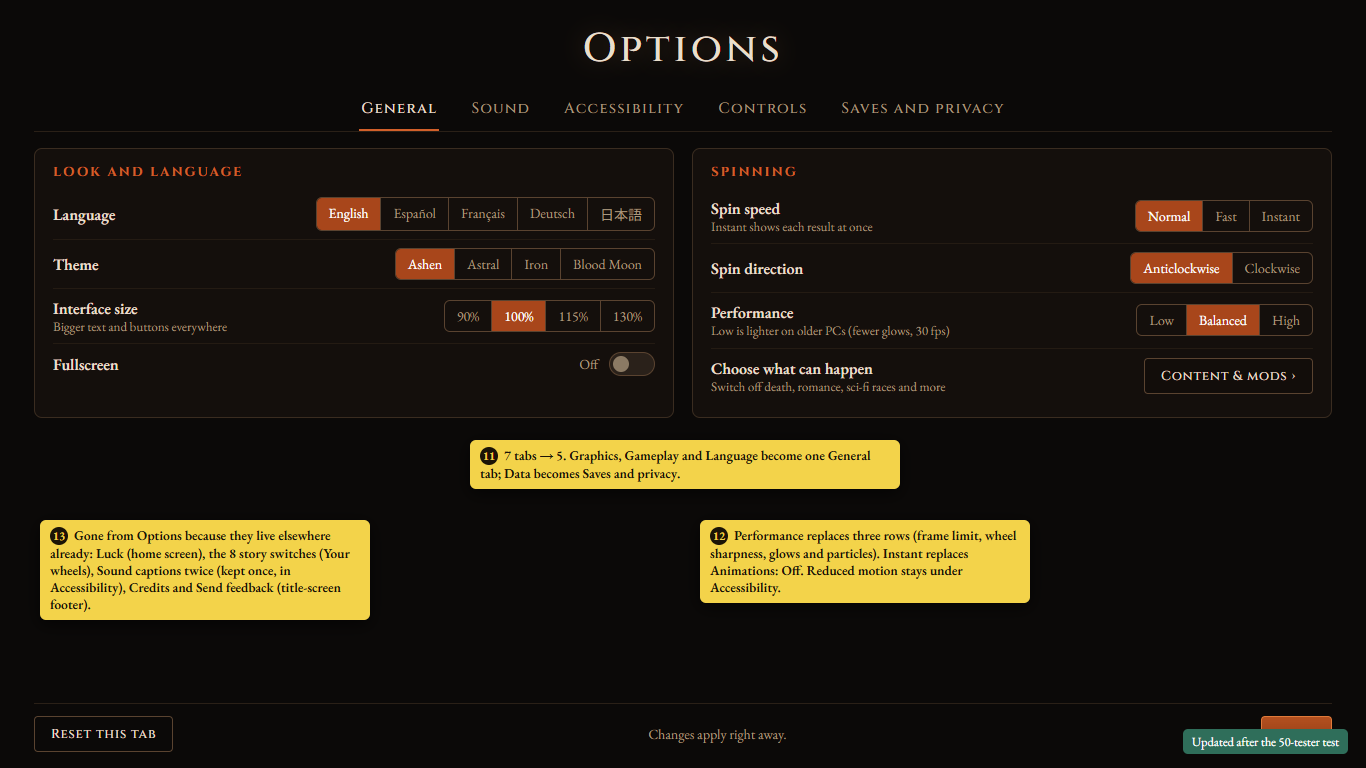 OPTIONS
GENERAL SOUND ACCESSIBILITY CONTROLS SAVES AND PRIVACY
LOOK AND LANGUAGE
Language English Español Français Deutsch 日本語
Theme Ashen Astral Iron Blood Moon
Interface size 90% 100% 115% 130%
Bigger text and buttons everywhere
Fullscreen Off
SPINNING
Spin speed Normal Fast Instant
Instant shows each result at once
Spin direction Anticlockwise Clockwise
Performance Low Balanced High
Low is lighter on older PCs (fewer glows, 30 fps)
Choose what can happen CONTENT & MODS ›
Switch off death, romance, sci-fi races and more
11 7 tabs → 5. Graphics, Gameplay and Language become one General
tab; Data becomes Saves and privacy.
13 Gone from Options because they live elsewhere
already: Luck (home screen), the 8 story switches (Your
wheels), Sound captions twice (kept once, in
Accessibility), Credits and Send feedback (title-screen
footer).
12 Performance replaces three rows (frame limit, wheel
sharpness, glows and particles). Instant replaces
Animations: Off. Reduced motion stays under
Accessibility.
RESET THIS TAB
Changes apply right away.
Updated after the 50-tester test